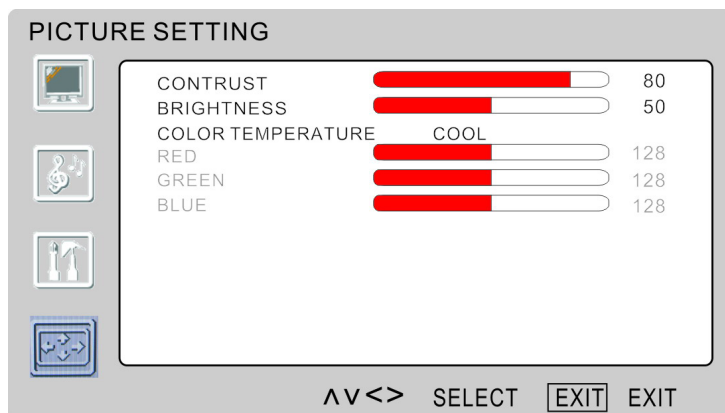 PICTURE SETTING
CONTRUST 80
BRIGHTNESS 50
COLOR TEMPERATURE COOL
RED 128
GREEN 128
BLUE 128
∧∨<> SELECT EXIT EXIT